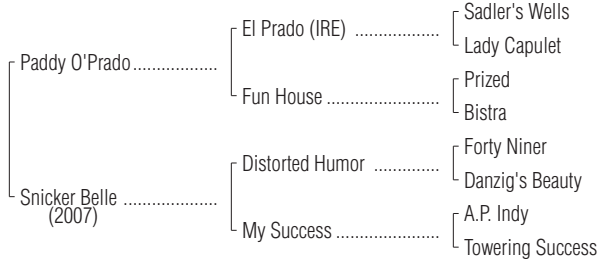 Sadler's Wells
El Prado (IRE) ..................
Lady Capulet
Paddy O'Prado..................
Prized
Fun House ........................
Bistra
Forty Niner
Distorted Humor ..............
Danzig's Beauty
Snicker Belle ....................
(2007)
A.P. Indy
My Success ......................
Towering Success